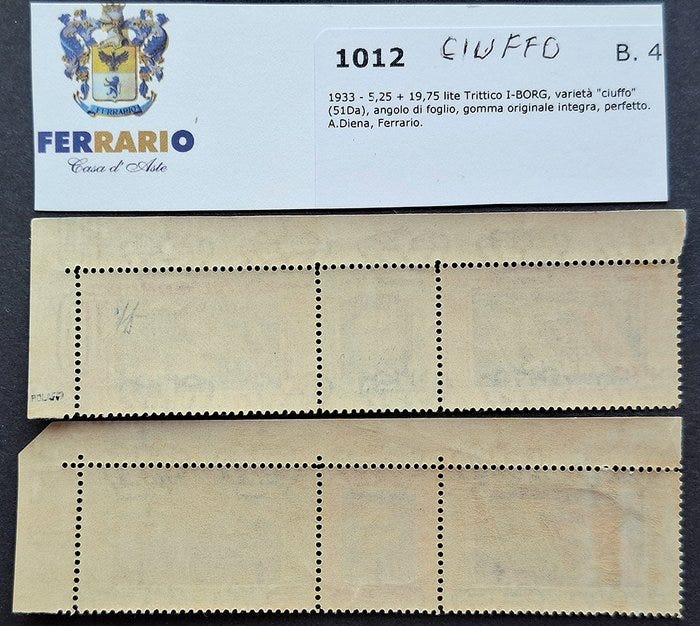 1012 CIUFFO B. 4
1933 - 5,25 + 19,75 lite Trittico I-BORG, varietà "ciuffo"
(51Da), angolo di foglio, gomma originale integra, perfetto.
A.Diena, Ferrario.
FERRARIO
FERRARIO
Casa d'Aste